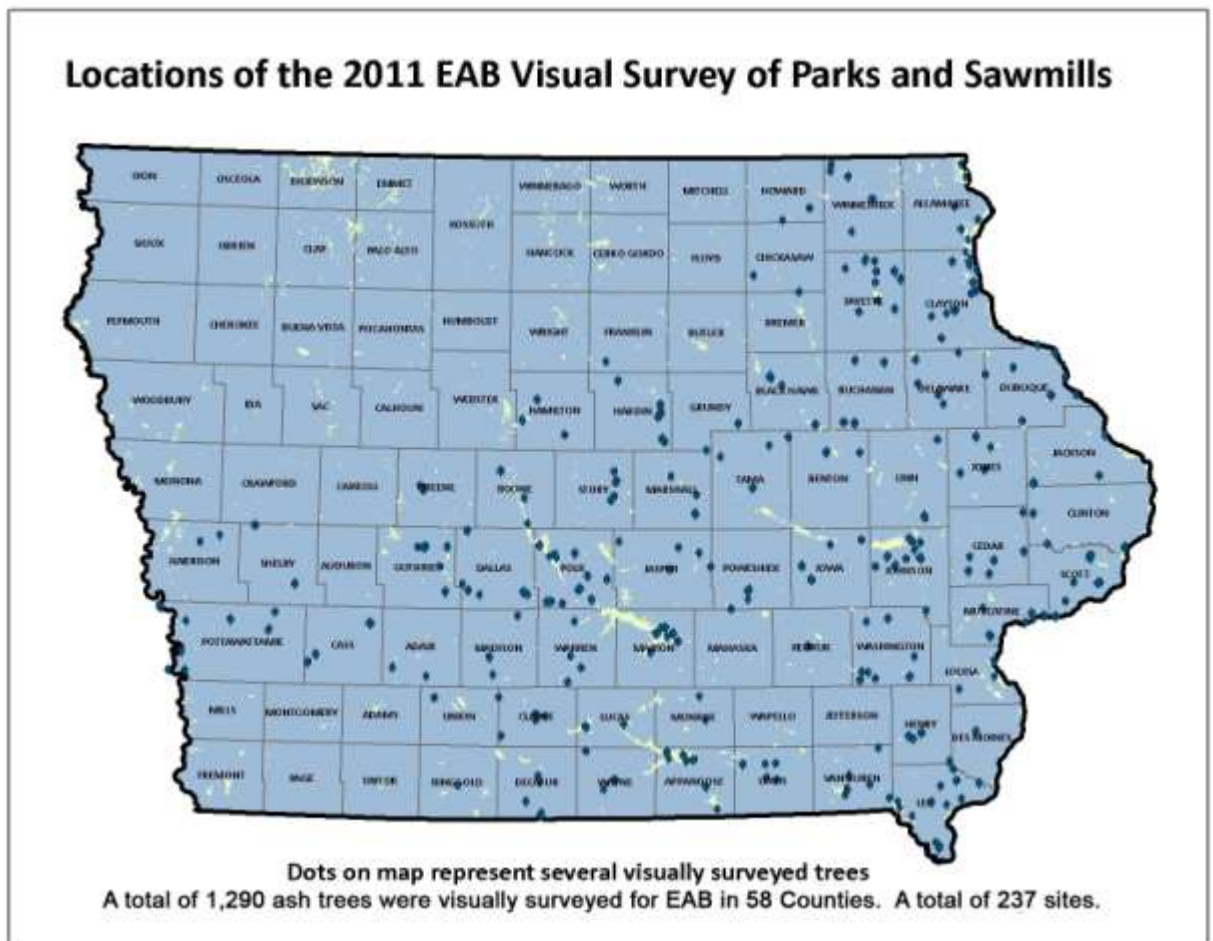 Locations of the 2011 EAB Visual Survey of Parks and Sawmills
OSCEOLA
DICKINSON
EMMET
WINNEBAGO
WORTH
MITCHELL
HOWARD
WINNESHIEK
ALLAMAKEE
KOSSUTH
SIOUX
CLAY
PALO ALTO
HANCOCK
CERRO GORDO
FLOYD
CHICKASAW
PLYMOUTH
CHEROKEE
BUENA VISTA
POCAHONTAS
HUMBOLDT
WRIGHT
FRANKLIN
BUTLER
BREMER
FAYETTE
CLAYTON
WOODBURY
IDA
SAC
CALHOUN
WEBSTER
HAMILTON
HARDIN
GRUNDY
BLACK HAWK
BUCHANAN
DELAWARE
DUBUQUE
MONONA
CRAWFORD
CARROLL
GREENE
BOONE
STORY
MARSHALL
TAMA
BENTON
LINN
JONES
JACKSON
CLINTON
HARRISON
SHELBY
AUDUBON
GUTHRIE
DALLAS
POLK
JASPER
POWESHIEK
IOWA
JOHNSON
CEDAR
SCOTT
MUSCATINE
POTTAWATTAMIE
CASS
ADAIR
MADISON
WARREN
MARION
MAHASKA
KEOKUK
WASHINGTON
LOUISA
MILLS
MONTGOMERY
ADAMS
UNION
CLARKE
LUCAS
MONROE
WAPELLO
JEFFERSON
HENRY
DES MOINES
FREMONT
PAGE
TAYLOR
RINGGOLD
DECATUR
WAYNE
APPANOOSE
DAVIS
VAN BUREN
LEE
Dots on map represent several visually surveyed trees
A total of 1,290 ash trees were visually surveyed for EAB in 58 Counties. A total of 237 sites.